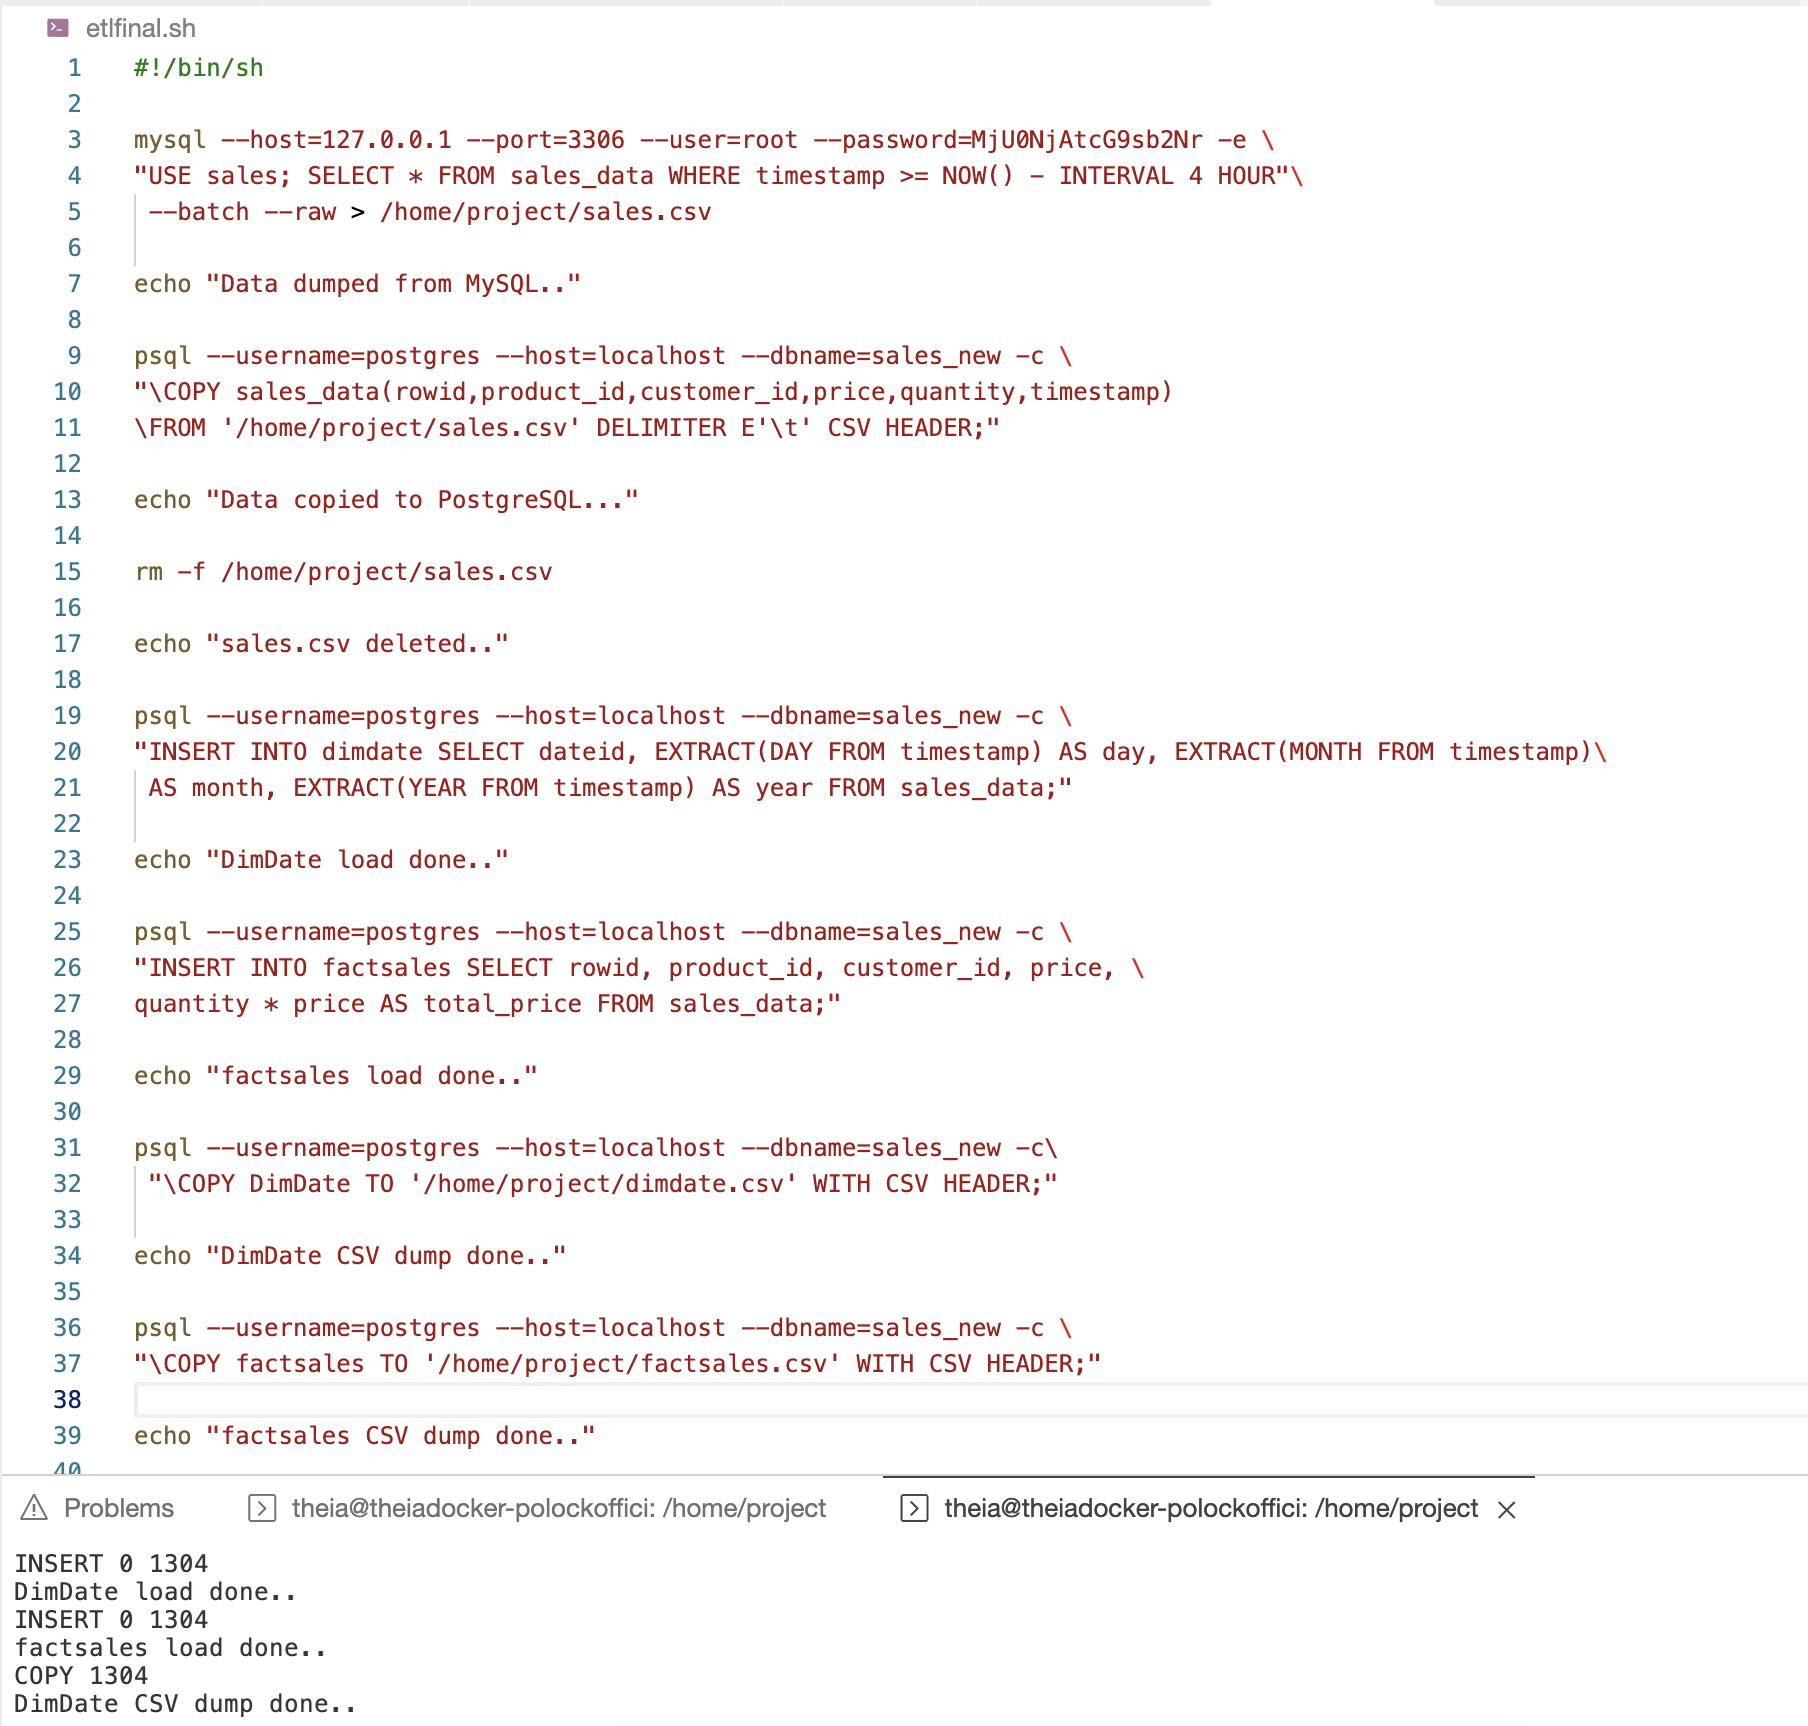 etlfinal.sh
1 #!/bin/sh
2
3 mysql --host=127.0.0.1 --port=3306 --user=root --password=MjU0NjAtcG9sb2Nr -e \
4 "USE sales; SELECT * FROM sales_data WHERE timestamp >= NOW() - INTERVAL 4 HOUR"\
5  --batch --raw > /home/project/sales.csv
6
7 echo "Data dumped from MySQL.."
8
9 psql --username=postgres --host=localhost --dbname=sales_new -c \
10 "\COPY sales_data(rowid,product_id,customer_id,price,quantity,timestamp)
11 \FROM '/home/project/sales.csv' DELIMITER E'\t' CSV HEADER;"
12
13 echo "Data copied to PostgreSQL..."
14
15 rm -f /home/project/sales.csv
16
17 echo "sales.csv deleted.."
18
19 psql --username=postgres --host=localhost --dbname=sales_new -c \
20 "INSERT INTO dimdate SELECT dateid, EXTRACT(DAY FROM timestamp) AS day, EXTRACT(MONTH FROM timestamp)\
21  AS month, EXTRACT(YEAR FROM timestamp) AS year FROM sales_data;"
22
23 echo "DimDate load done.."
24
25 psql --username=postgres --host=localhost --dbname=sales_new -c \
26 "INSERT INTO factsales SELECT rowid, product_id, customer_id, price, \
27 quantity * price AS total_price FROM sales_data;"
28
29 echo "factsales load done.."
30
31 psql --username=postgres --host=localhost --dbname=sales_new -c\
32  "\COPY DimDate TO '/home/project/dimdate.csv' WITH CSV HEADER;"
33
34 echo "DimDate CSV dump done.."
35
36 psql --username=postgres --host=localhost --dbname=sales_new -c \
37 "\COPY factsales TO '/home/project/factsales.csv' WITH CSV HEADER;"
38
39 echo "factsales CSV dump done.."
40
Problems theia@theiadocker-polockoffici: /home/project theia@theiadocker-polockoffici: /home/project
INSERT 0 1304
DimDate load done..
INSERT 0 1304
factsales load done..
COPY 1304
DimDate CSV dump done..